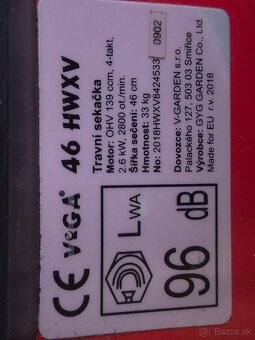 CE VeGA® 46 HWXV
Travní sekačka
Motor: OHV 139 ccm, 4-takt,
2.6 kW, 2800 ot./min.
Šířka sečení: 46 cm
Hmotnost: 33 kg
No: 2018HWXV8424533 0902
Dovozce: V-GARDEN s.r.o.
Palackého 127, 503 03 Smiřice
Výrobce: GYG GARDEN Co., Ltd.
Made for EU r.v. 2018
LWA
96 dB
bazos.sk